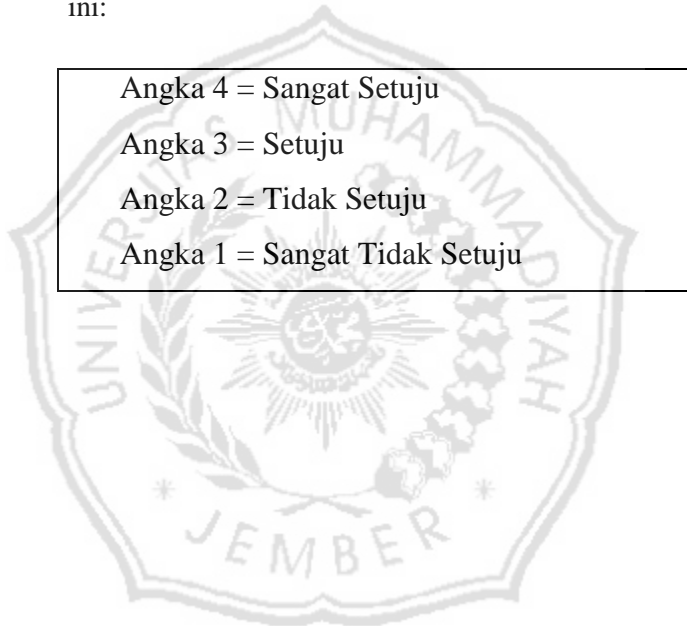 ini:
Angka 4 = Sangat Setuju
Angka 3 = Setuju
Angka 2 = Tidak Setuju
Angka 1 = Sangat Tidak Setuju
UNIVERSITAS MUHAMMADIYAH
JEMBER